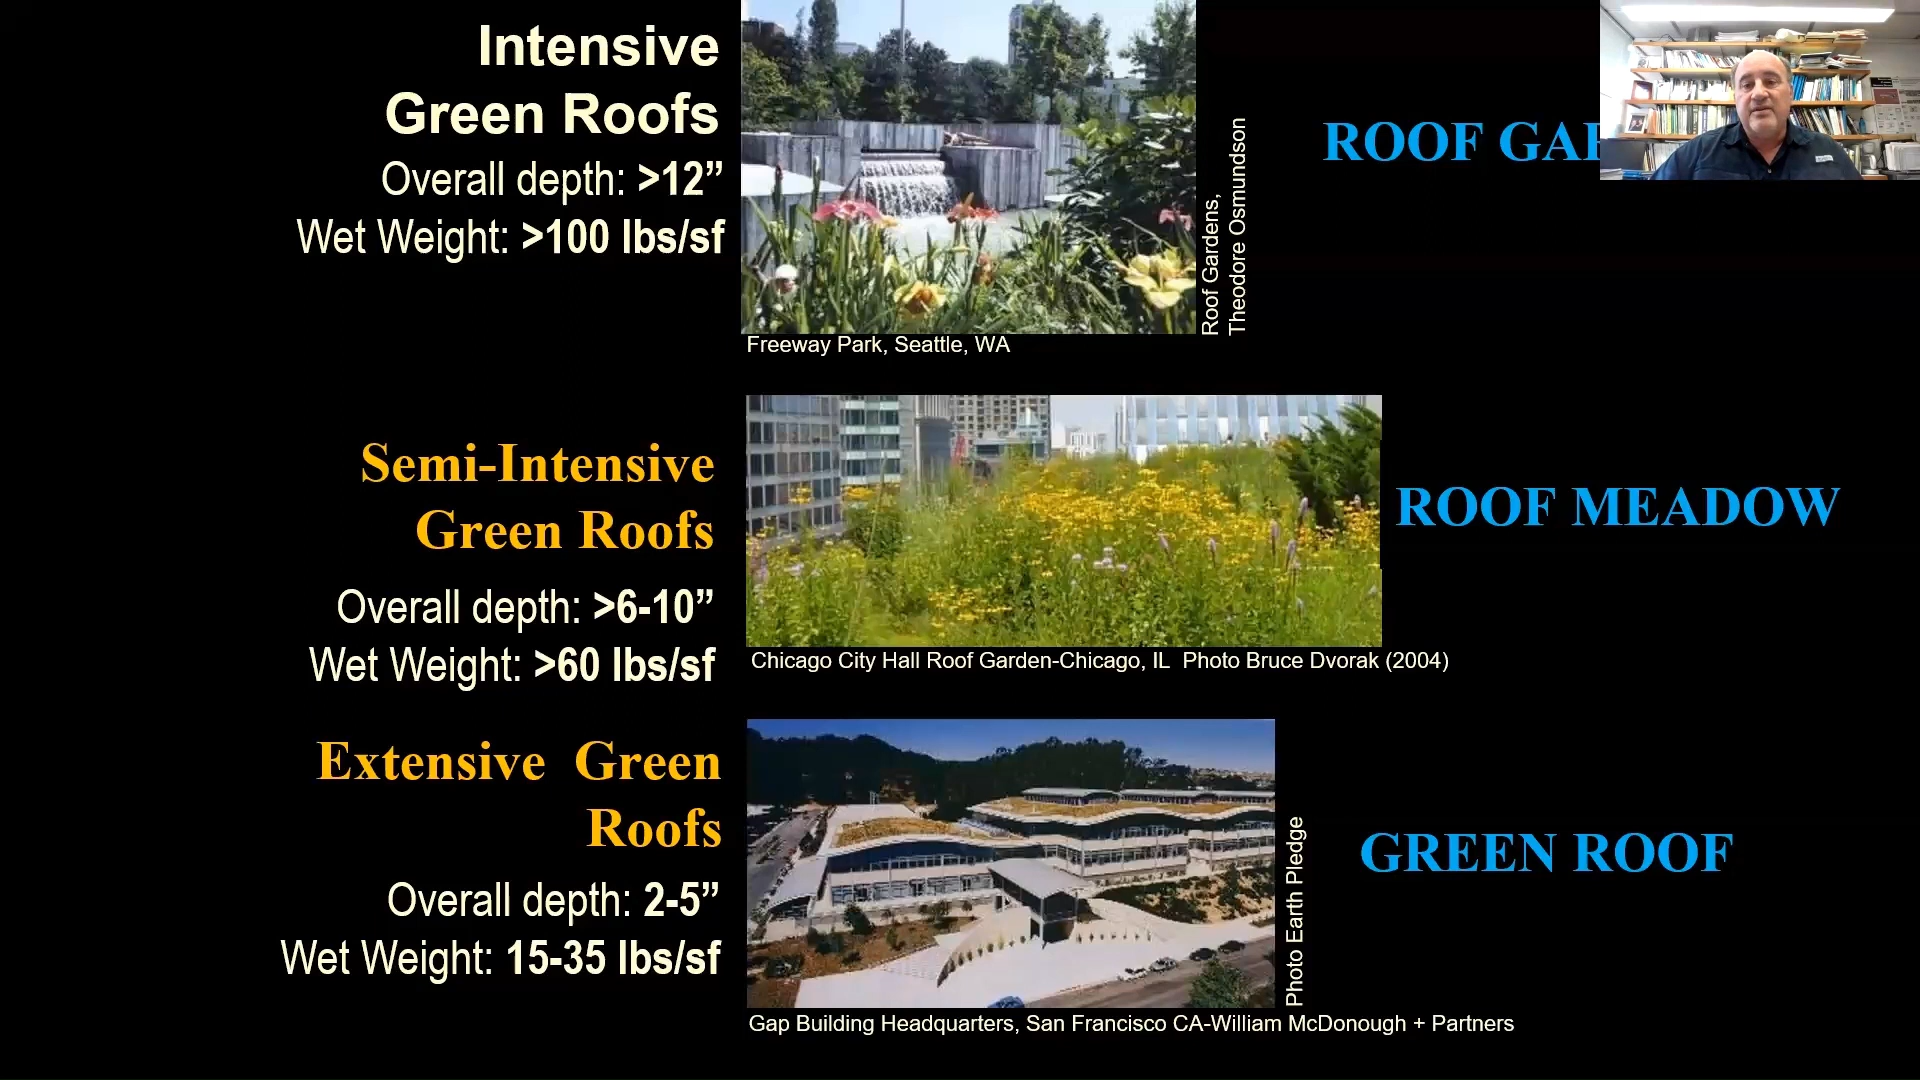 Intensive
Green Roofs
Overall depth: >12”
Wet Weight: >100 lbs/sf
Roof Gardens,
Theodore Osmundson
Freeway Park, Seattle, WA
ROOF
Semi-Intensive
Green Roofs
Overall depth: >6-10”
Wet Weight: >60 lbs/sf
ROOF MEADOW
Chicago City Hall Roof Garden-Chicago, IL Photo Bruce Dvorak (2004)
Extensive Green
Roofs
Overall depth: 2-5”
Wet Weight: 15-35 lbs/sf
Photo Earth Pledge
GREEN ROOF
Gap Building Headquarters, San Francisco CA-William McDonough + Partners